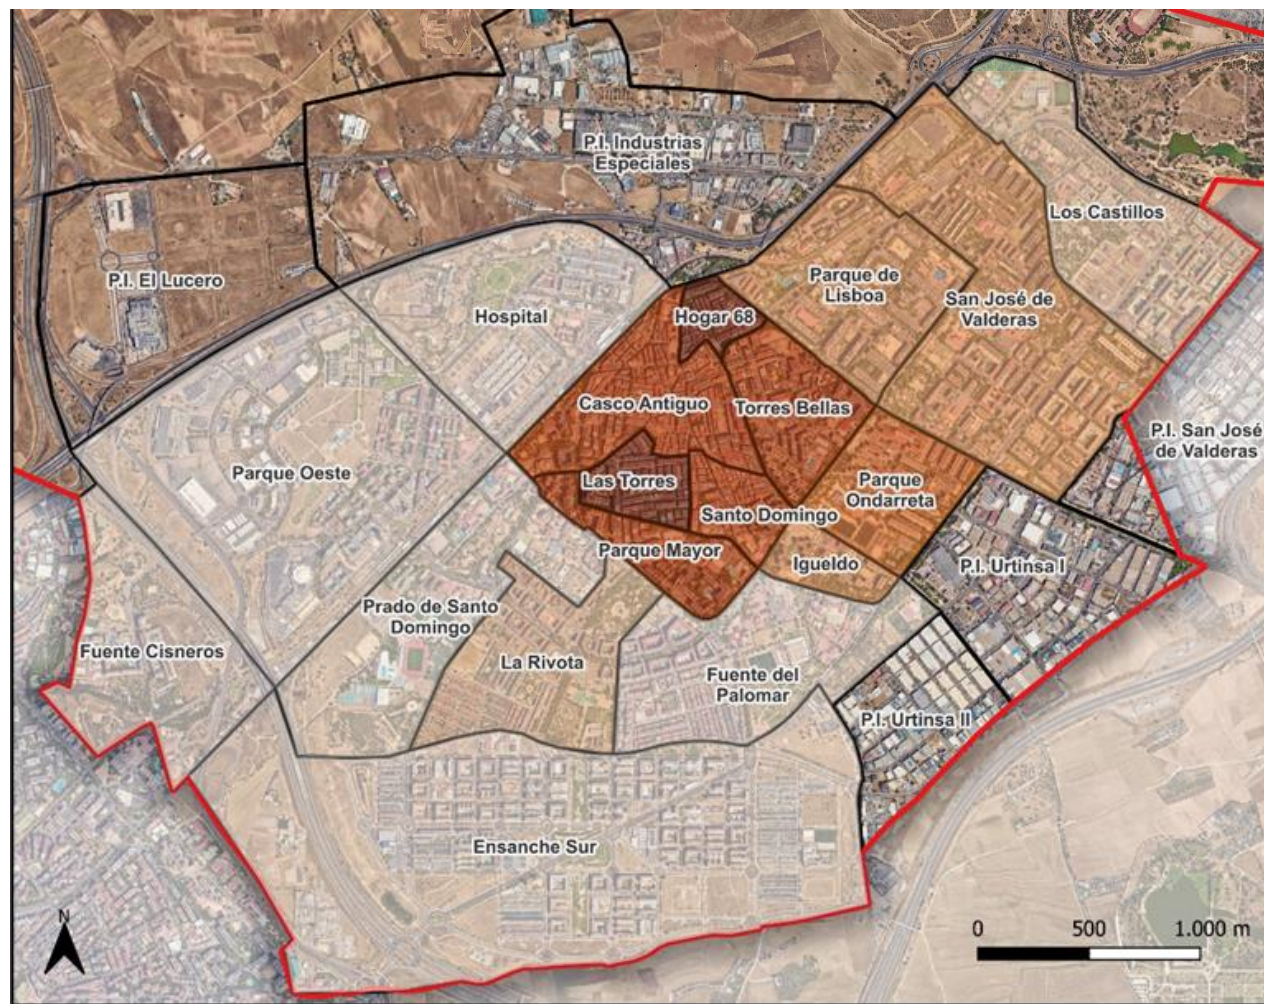 P.I. Industrias
Especiales
Los Castillos
P.I. El Lucero
Parque de
Lisboa
San José de
Valderas
Hospital
Hogar 68
Casco Antiguo
Torres Bellas
P.I. San José
de Valderas
Parque Oeste
Las Torres
Parque
Ondarreta
Santo Domingo
Parque Mayor
Igueldo
P.I. Urtinsa I
Prado de Santo
Domingo
Fuente Cisneros
La Rivota
Fuente del
Palomar
P.I. Urtinsa II
Ensanche Sur
N
0 500 1.000 m